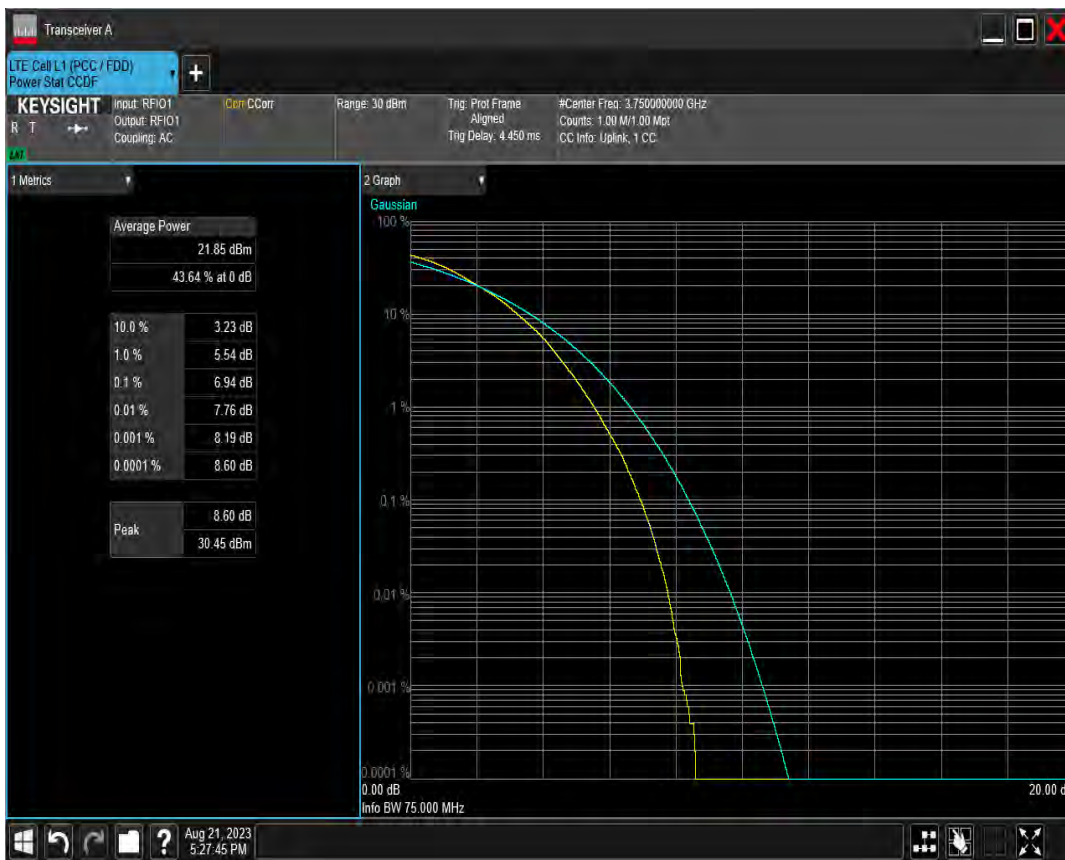 Transceiver A
LTE Cell L1 (PCC / FDD)
Power Stat CCDF
KEYSIGHT
R T
LNI
Input: RFIO1
Output: RFIO1
Coupling: AC
Corr CCorr
Range: 30 dBm
Trig: Prot Frame
Aligned
Trig Delay: 4.450 ms
#Center Freq: 3.750000000 GHz
Counts: 1.00 M/1.00 Mpt
CC Info: Uplink, 1 CC
1 Metrics
Average Power
21.85 dBm
43.64 % at 0 dB
10.0 % 3.23 dB
1.0 % 5.54 dB
0.1 % 6.94 dB
0.01 % 7.76 dB
0.001 % 8.19 dB
0.0001 % 8.60 dB
Peak
8.60 dB
30.45 dBm
2 Graph
Gaussian
100 %
10 %
1 %
0.1 %
0.01 %
0.001 %
0.0001 %
0.00 dB
20.00 d
Info BW 75.000 MHz
?
Aug 21, 2023
5:27:45 PM